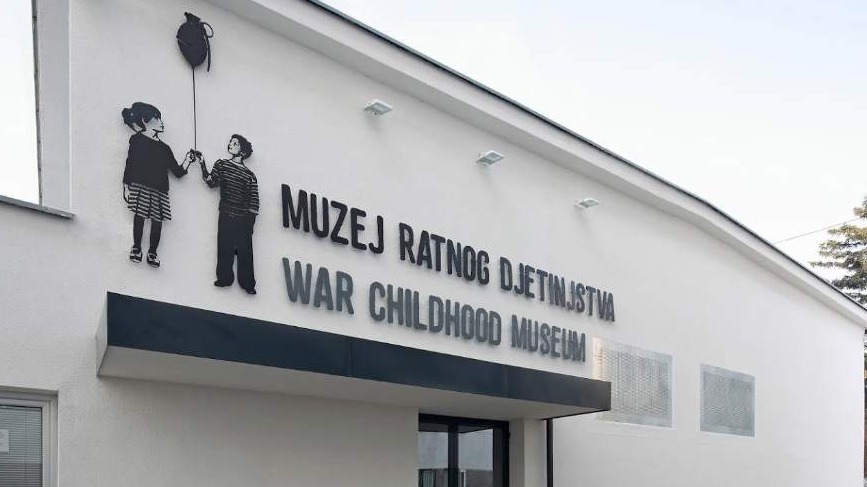 MUZEJ RATNOG DJETINJSTVA
WAR CHILDHOOD MUSEUM